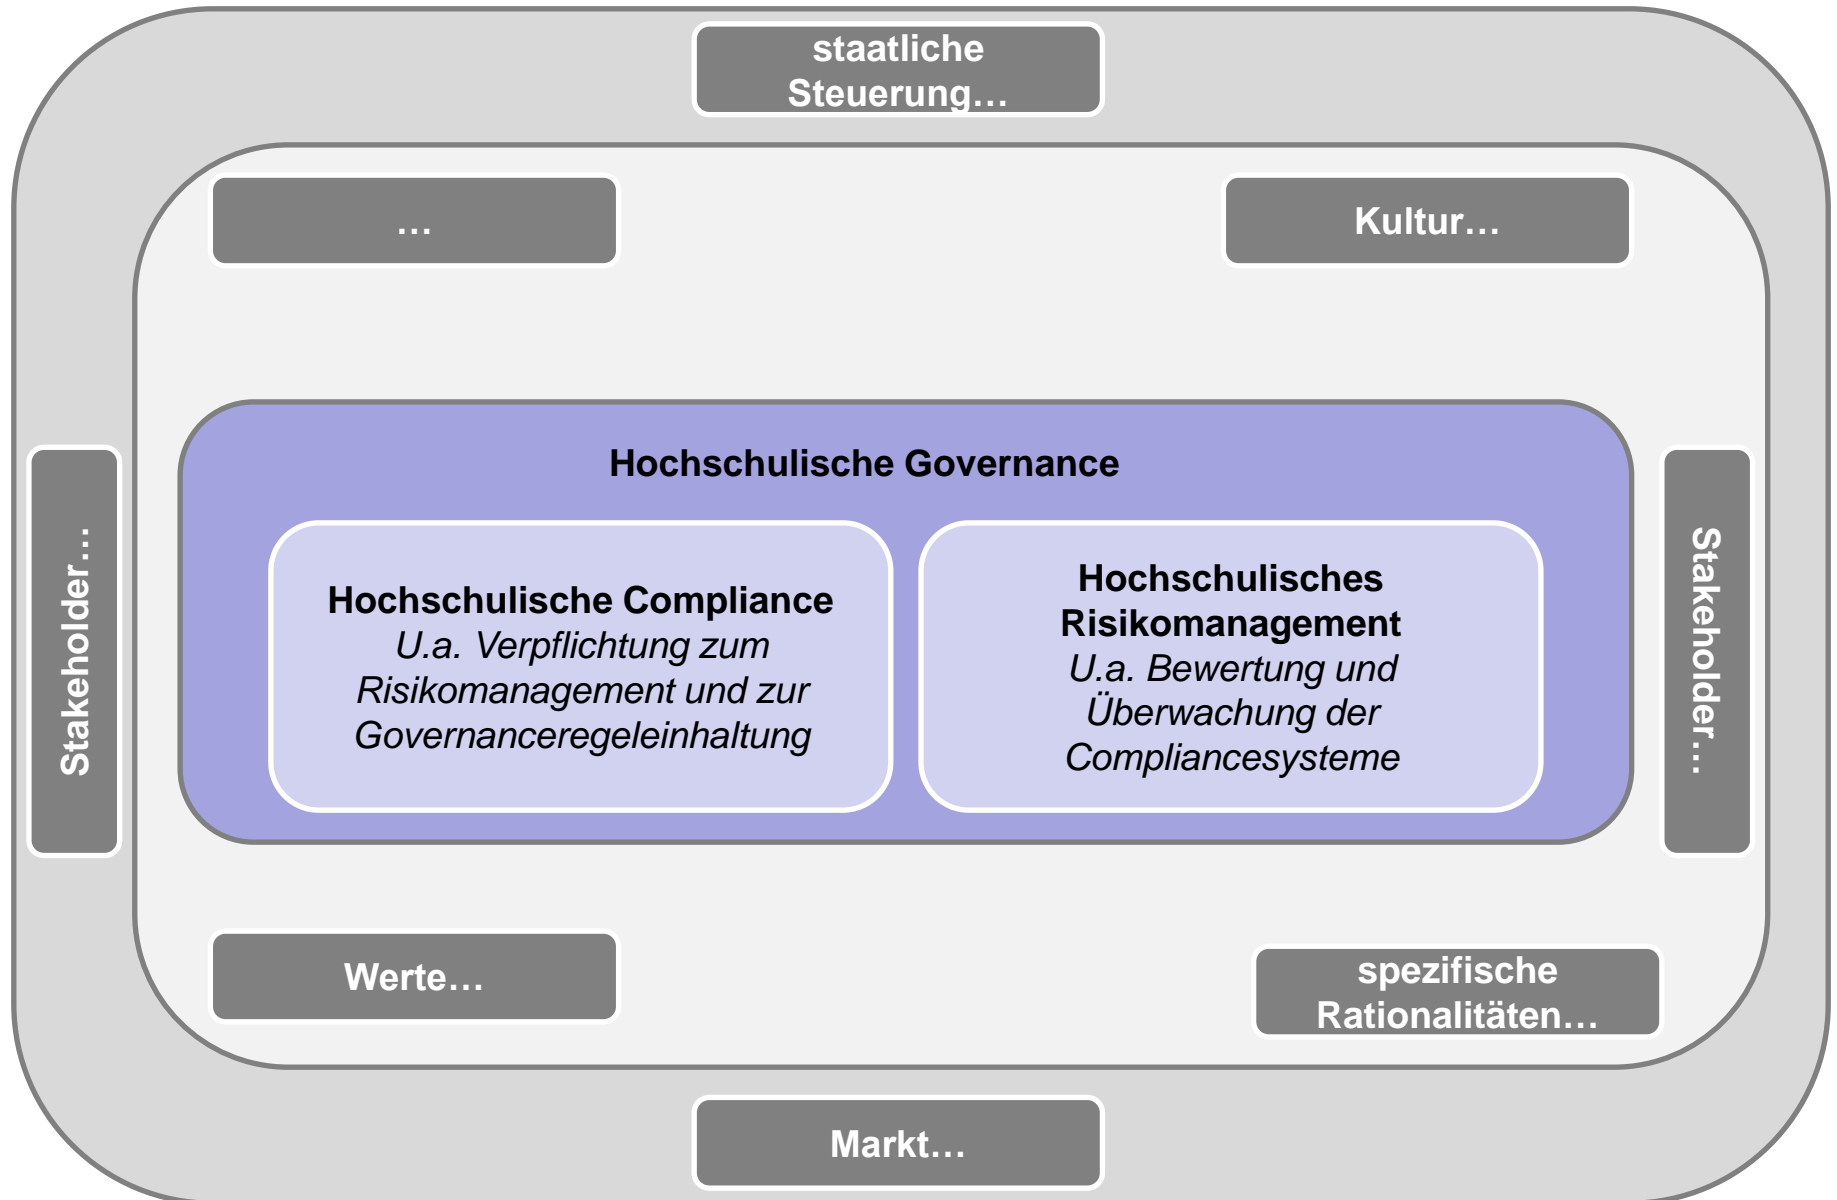 staatliche
Steuerung…
…
Kultur…
Hochschulische Governance
Stakeholder…
Hochschulische Compliance
U.a. Verpflichtung zum
Risikomanagement und zur
Governanceregeleinhaltung
Hochschulisches
Risikomanagement
U.a. Bewertung und
Überwachung der
Compliancesysteme
Stakeholder…
Werte…
spezifische
Rationalitäten…
Markt…